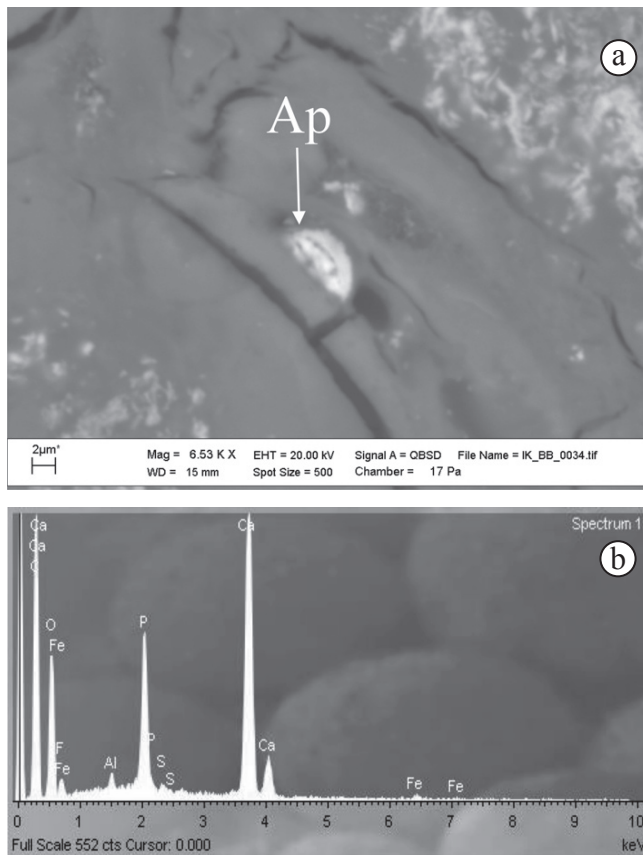 a
Ap
2µm*
Mag = 6.53 K X EHT = 20.00 kV Signal A = QBSD File Name = IK_BB_0034.tif
WD = 15 mm Spot Size = 500 Chamber = 17 Pa
b
Spectrum 1
Ca
Ca
Ca
C
O
Fe
P
P
F
Fe
Al
S
S
Ca
Fe
Fe
0 1 2 3 4 5 6 7 8 9 10
Full Scale 552 cts Cursor: 0.000
keV